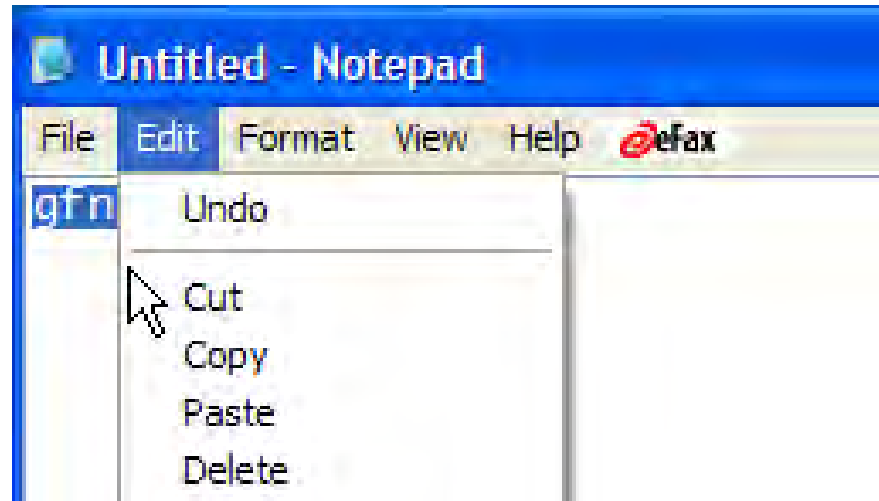 Untitled - Notepad
File Edit Format View Help eFax
gfn
Undo
Cut
Copy
Paste
Delete